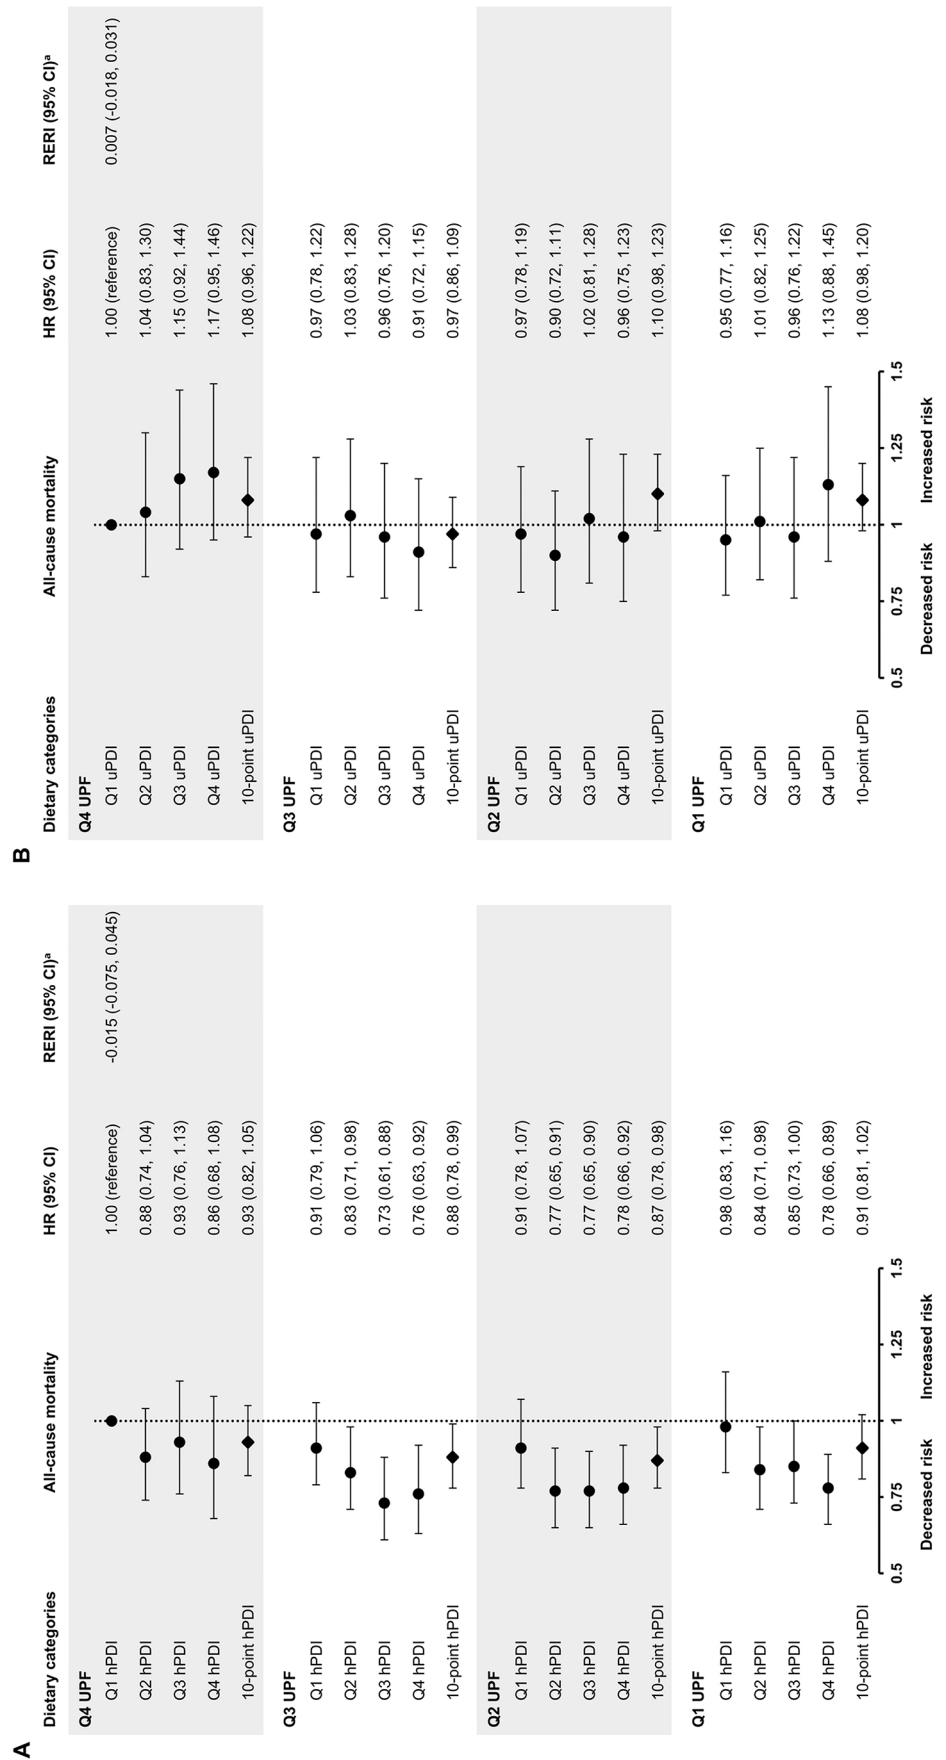 A
Dietary categories All-cause mortality HR (95% CI) RERI (95% CI)ᵃ
Q4 UPF
Q1 hPDI 1.00 (reference) -0.015 (-0.075, 0.045)
Q2 hPDI 0.88 (0.74, 1.04)
Q3 hPDI 0.93 (0.76, 1.13)
Q4 hPDI 0.86 (0.68, 1.08)
10-point hPDI 0.93 (0.82, 1.05)
Q3 UPF
Q1 hPDI 0.91 (0.79, 1.06)
Q2 hPDI 0.83 (0.71, 0.98)
Q3 hPDI 0.73 (0.61, 0.88)
Q4 hPDI 0.76 (0.63, 0.92)
10-point hPDI 0.88 (0.78, 0.99)
Q2 UPF
Q1 hPDI 0.91 (0.78, 1.07)
Q2 hPDI 0.77 (0.65, 0.91)
Q3 hPDI 0.77 (0.65, 0.90)
Q4 hPDI 0.78 (0.66, 0.92)
10-point hPDI 0.87 (0.78, 0.98)
Q1 UPF
Q1 hPDI 0.98 (0.83, 1.16)
Q2 hPDI 0.84 (0.71, 0.98)
Q3 hPDI 0.85 (0.73, 1.00)
Q4 hPDI 0.78 (0.66, 0.89)
10-point hPDI 0.91 (0.81, 1.02)
0.5 0.75 1 1.25 1.5
Decreased risk Increased risk
B
Dietary categories All-cause mortality HR (95% CI) RERI (95% CI)ᵃ
Q4 UPF
Q1 uPDI 1.00 (reference) 0.007 (-0.018, 0.031)
Q2 uPDI 1.04 (0.83, 1.30)
Q3 uPDI 1.15 (0.92, 1.44)
Q4 uPDI 1.17 (0.95, 1.46)
10-point uPDI 1.08 (0.96, 1.22)
Q3 UPF
Q1 uPDI 0.97 (0.78, 1.22)
Q2 uPDI 1.03 (0.83, 1.28)
Q3 uPDI 0.96 (0.76, 1.20)
Q4 uPDI 0.91 (0.72, 1.15)
10-point uPDI 0.97 (0.86, 1.09)
Q2 UPF
Q1 uPDI 0.97 (0.78, 1.19)
Q2 uPDI 0.90 (0.72, 1.11)
Q3 uPDI 1.02 (0.81, 1.28)
Q4 uPDI 0.96 (0.75, 1.23)
10-point uPDI 1.10 (0.98, 1.23)
Q1 UPF
Q1 uPDI 0.95 (0.77, 1.16)
Q2 uPDI 1.01 (0.82, 1.25)
Q3 uPDI 0.96 (0.76, 1.22)
Q4 uPDI 1.13 (0.88, 1.45)
10-point uPDI 1.08 (0.98, 1.20)
0.5 0.75 1 1.25 1.5
Decreased risk Increased risk